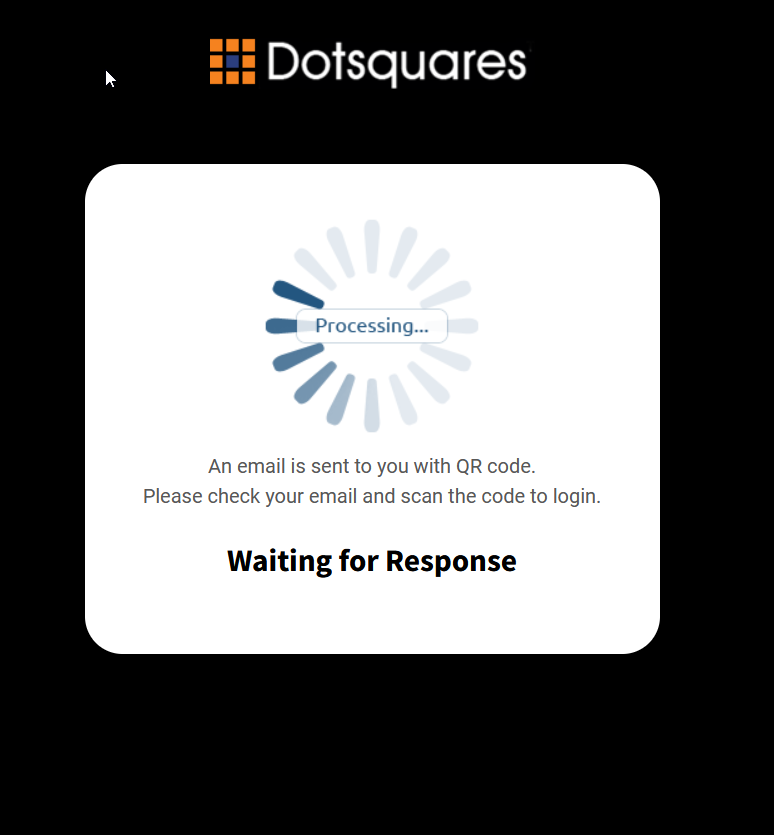 Dotsquares
Processing...
An email is sent to you with QR code.
Please check your email and scan the code to login.
Waiting for Response